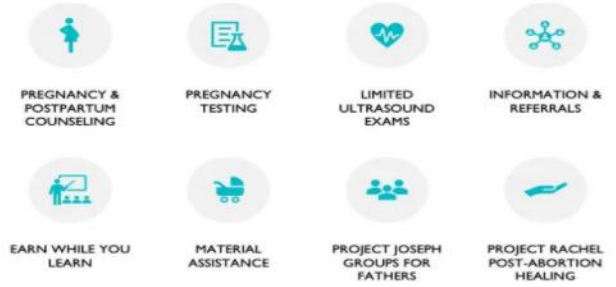 PREGNANCY &
POSTPARTUM
COUNSELING
PREGNANCY
TESTING
LIMITED
ULTRASOUND
EXAMS
INFORMATION &
REFERRALS
EARN WHILE YOU
LEARN
MATERIAL
ASSISTANCE
PROJECT JOSEPH
GROUPS FOR
FATHERS
PROJECT RACHEL
POST-ABORTION
HEALING